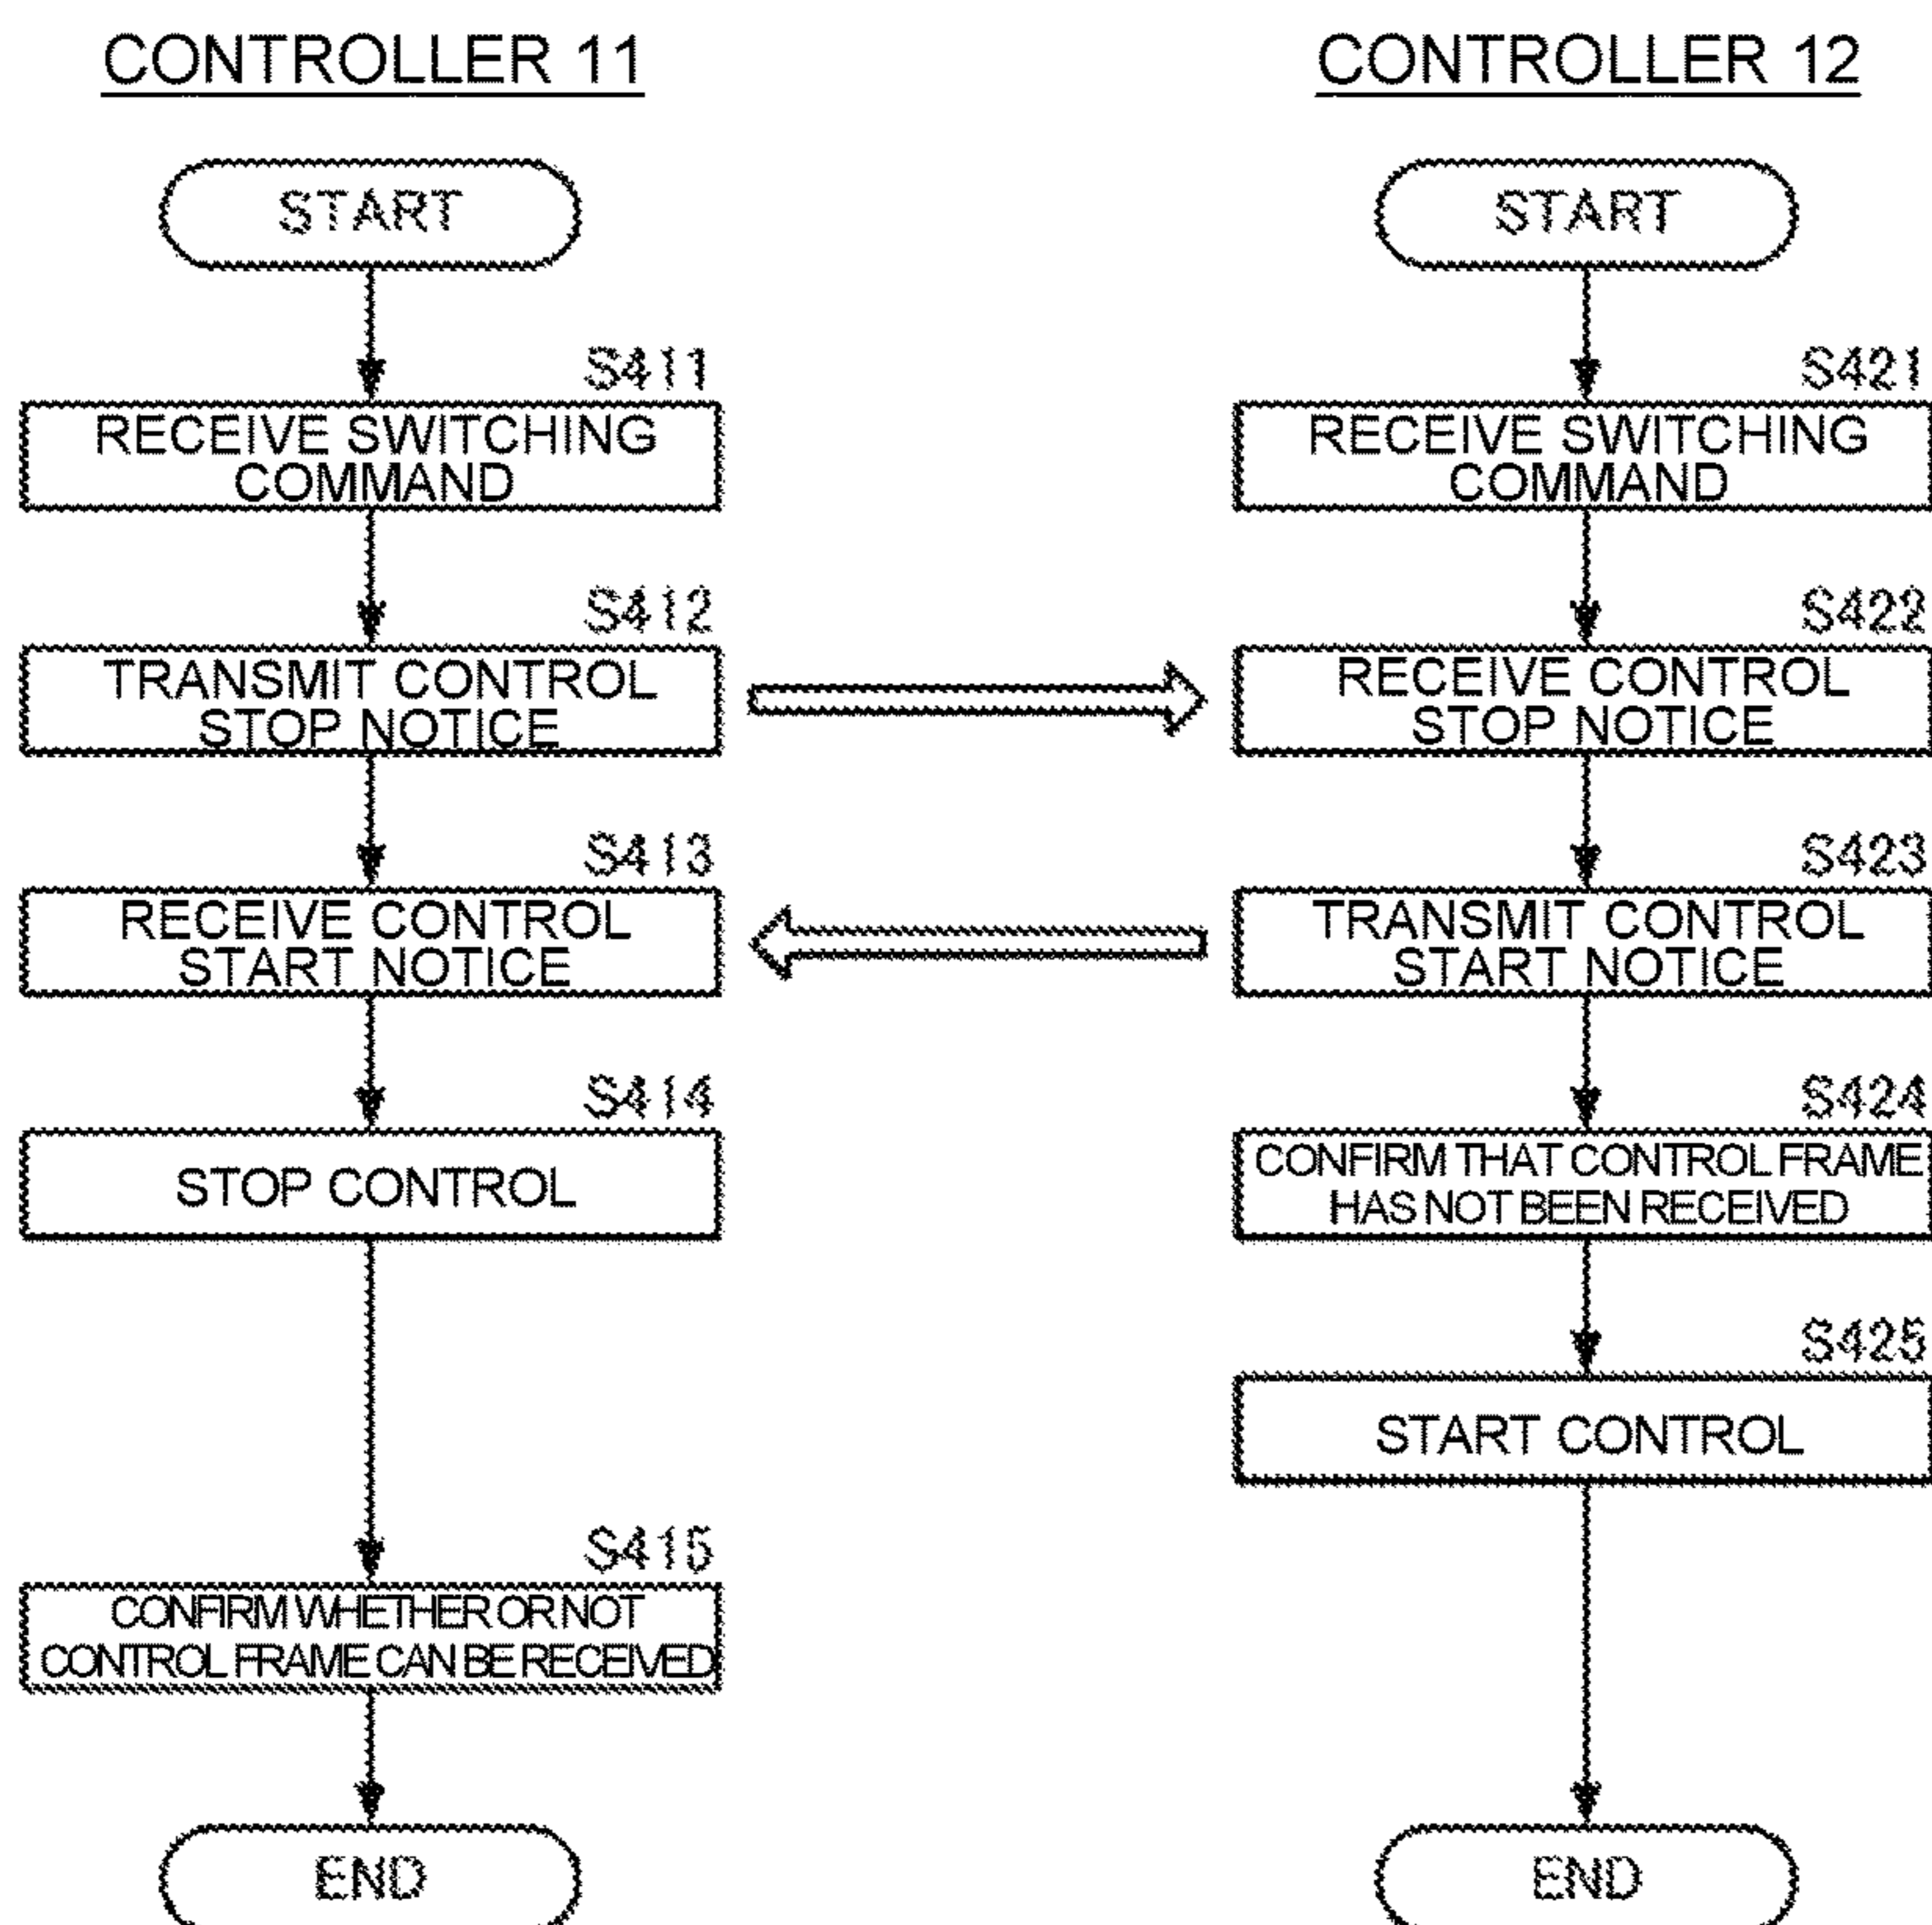 CONTROLLER 11
START
S411
RECEIVE SWITCHING
COMMAND
S412
TRANSMIT CONTROL
STOP NOTICE
S413
RECEIVE CONTROL
START NOTICE
S414
STOP CONTROL
S415
CONFIRM WHETHER OR NOT
CONTROL FRAME CAN BE RECEIVED
END
CONTROLLER 12
START
S421
RECEIVE SWITCHING
COMMAND
S422
RECEIVE CONTROL
STOP NOTICE
S423
TRANSMIT CONTROL
START NOTICE
S424
CONFIRM THAT CONTROL FRAME
HAS NOT BEEN RECEIVED
S425
START CONTROL
END